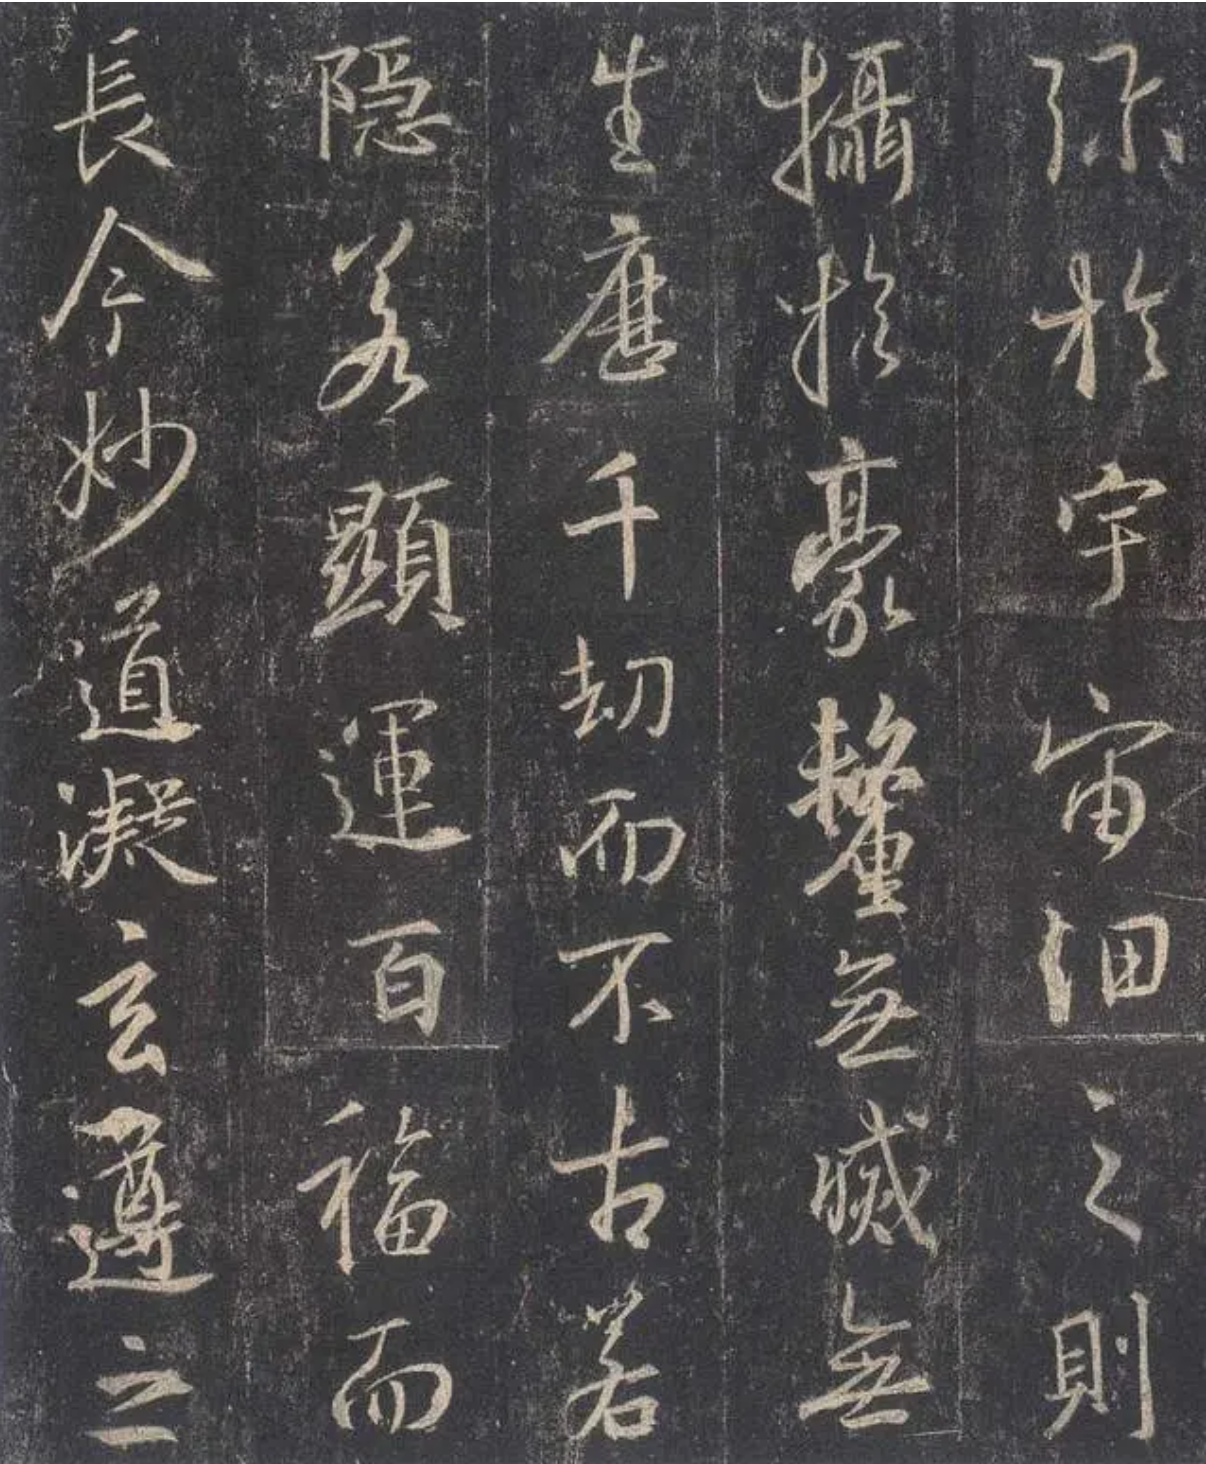 弥於宇宙細之則
攝於豪釐無滅無
生歷千劫而不古若
隱若顯運百福而
長今妙道凝玄遵之